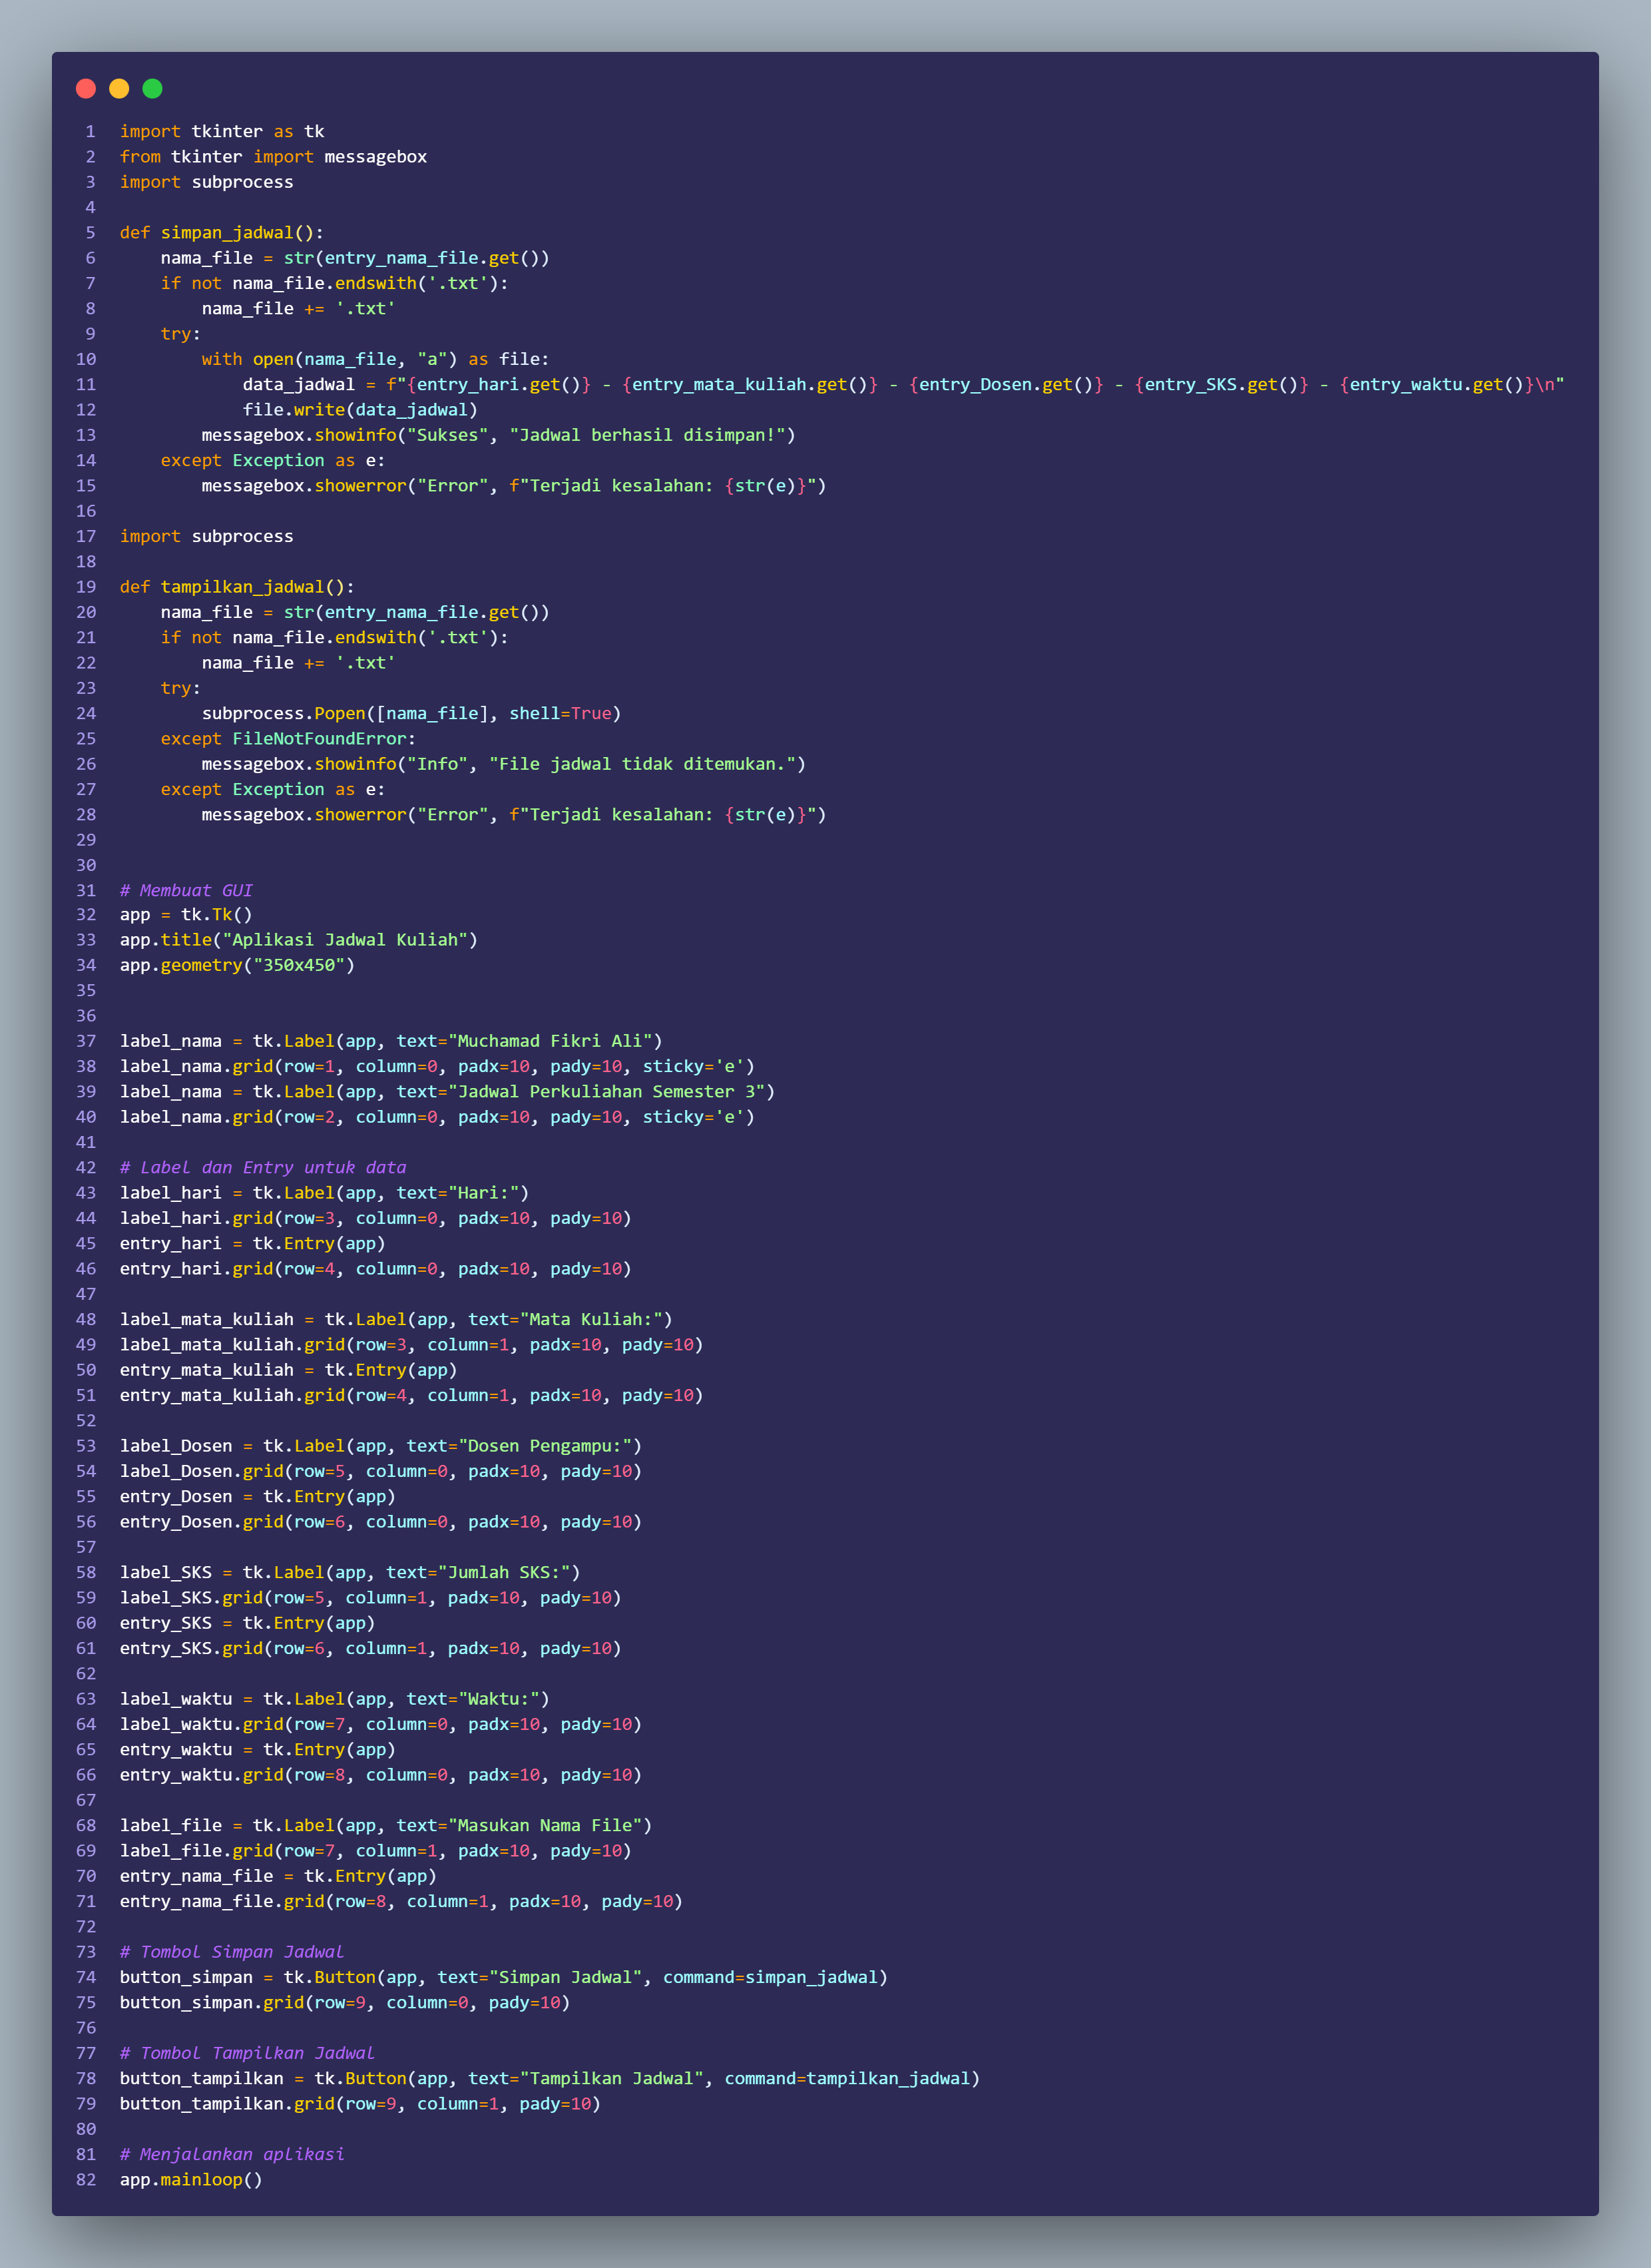 1 import tkinter as tk
2 from tkinter import messagebox
3 import subprocess
4
5 def simpan_jadwal():
6     nama_file = str(entry_nama_file.get())
7     if not nama_file.endswith('.txt'):
8         nama_file += '.txt'
9     try:
10         with open(nama_file, "a") as file:
11             data_jadwal = f"{entry_hari.get()} - {entry_mata_kuliah.get()} - {entry_Dosen.get()} - {entry_SKS.get()} - {entry_waktu.get()}\n"
12             file.write(data_jadwal)
13         messagebox.showinfo("Sukses", "Jadwal berhasil disimpan!")
14     except Exception as e:
15         messagebox.showerror("Error", f"Terjadi kesalahan: {str(e)}")
16
17 import subprocess
18
19 def tampilkan_jadwal():
20     nama_file = str(entry_nama_file.get())
21     if not nama_file.endswith('.txt'):
22         nama_file += '.txt'
23     try:
24         subprocess.Popen([nama_file], shell=True)
25     except FileNotFoundError:
26         messagebox.showinfo("Info", "File jadwal tidak ditemukan.")
27     except Exception as e:
28         messagebox.showerror("Error", f"Terjadi kesalahan: {str(e)}")
29
30
31 # Membuat GUI
32 app = tk.Tk()
33 app.title("Aplikasi Jadwal Kuliah")
34 app.geometry("350x450")
35
36
37 label_nama = tk.Label(app, text="Muchamad Fikri Ali")
38 label_nama.grid(row=1, column=0, padx=10, pady=10, sticky='e')
39 label_nama = tk.Label(app, text="Jadwal Perkuliahan Semester 3")
40 label_nama.grid(row=2, column=0, padx=10, pady=10, sticky='e')
41
42 # Label dan Entry untuk data
43 label_hari = tk.Label(app, text="Hari:")
44 label_hari.grid(row=3, column=0, padx=10, pady=10)
45 entry_hari = tk.Entry(app)
46 entry_hari.grid(row=4, column=0, padx=10, pady=10)
47
48 label_mata_kuliah = tk.Label(app, text="Mata Kuliah:")
49 label_mata_kuliah.grid(row=3, column=1, padx=10, pady=10)
50 entry_mata_kuliah = tk.Entry(app)
51 entry_mata_kuliah.grid(row=4, column=1, padx=10, pady=10)
52
53 label_Dosen = tk.Label(app, text="Dosen Pengampu:")
54 label_Dosen.grid(row=5, column=0, padx=10, pady=10)
55 entry_Dosen = tk.Entry(app)
56 entry_Dosen.grid(row=6, column=0, padx=10, pady=10)
57
58 label_SKS = tk.Label(app, text="Jumlah SKS:")
59 label_SKS.grid(row=5, column=1, padx=10, pady=10)
60 entry_SKS = tk.Entry(app)
61 entry_SKS.grid(row=6, column=1, padx=10, pady=10)
62
63 label_waktu = tk.Label(app, text="Waktu:")
64 label_waktu.grid(row=7, column=0, padx=10, pady=10)
65 entry_waktu = tk.Entry(app)
66 entry_waktu.grid(row=8, column=0, padx=10, pady=10)
67
68 label_file = tk.Label(app, text="Masukan Nama File")
69 label_file.grid(row=7, column=1, padx=10, pady=10)
70 entry_nama_file = tk.Entry(app)
71 entry_nama_file.grid(row=8, column=1, padx=10, pady=10)
72
73 # Tombol Simpan Jadwal
74 button_simpan = tk.Button(app, text="Simpan Jadwal", command=simpan_jadwal)
75 button_simpan.grid(row=9, column=0, pady=10)
76
77 # Tombol Tampilkan Jadwal
78 button_tampilkan = tk.Button(app, text="Tampilkan Jadwal", command=tampilkan_jadwal)
79 button_tampilkan.grid(row=9, column=1, pady=10)
80
81 # Menjalankan aplikasi
82 app.mainloop()